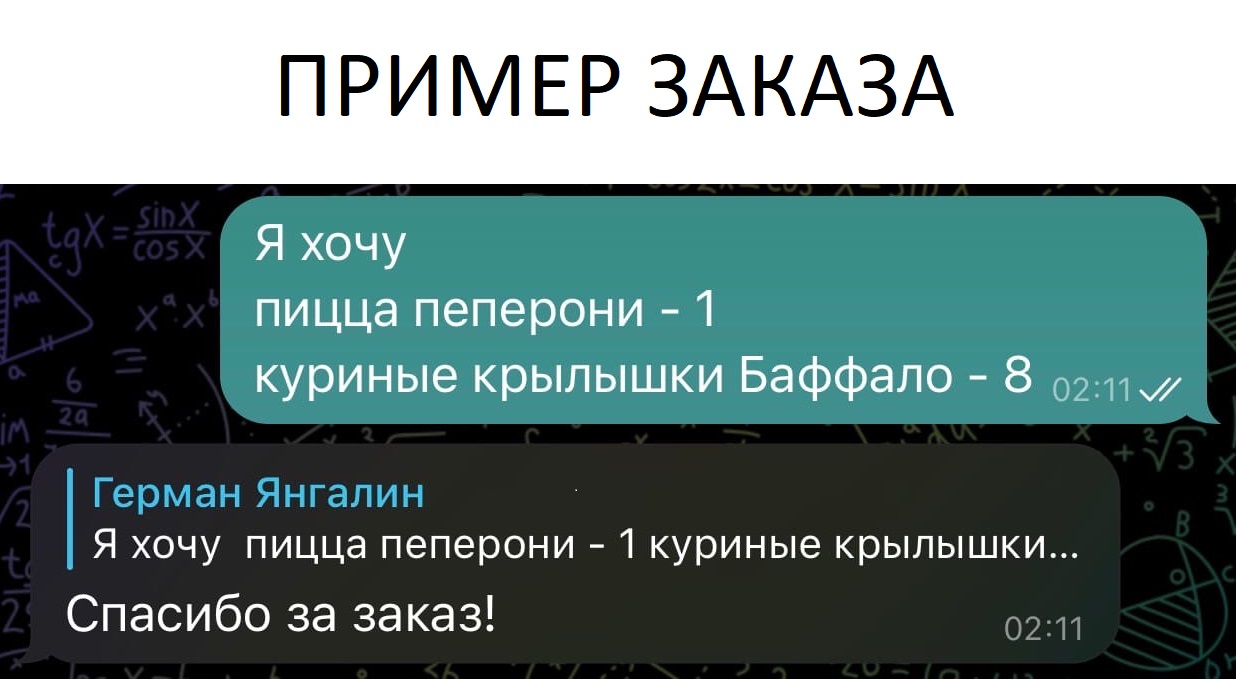 ПРИМЕР ЗАКАЗА
Я хочу
пицца пеперони - 1
куриные крылышки Баффало - 8
02:11
Герман Янгалин
Я хочу пицца пеперони - 1 куриные крылышки...
Спасибо за заказ!
02:11